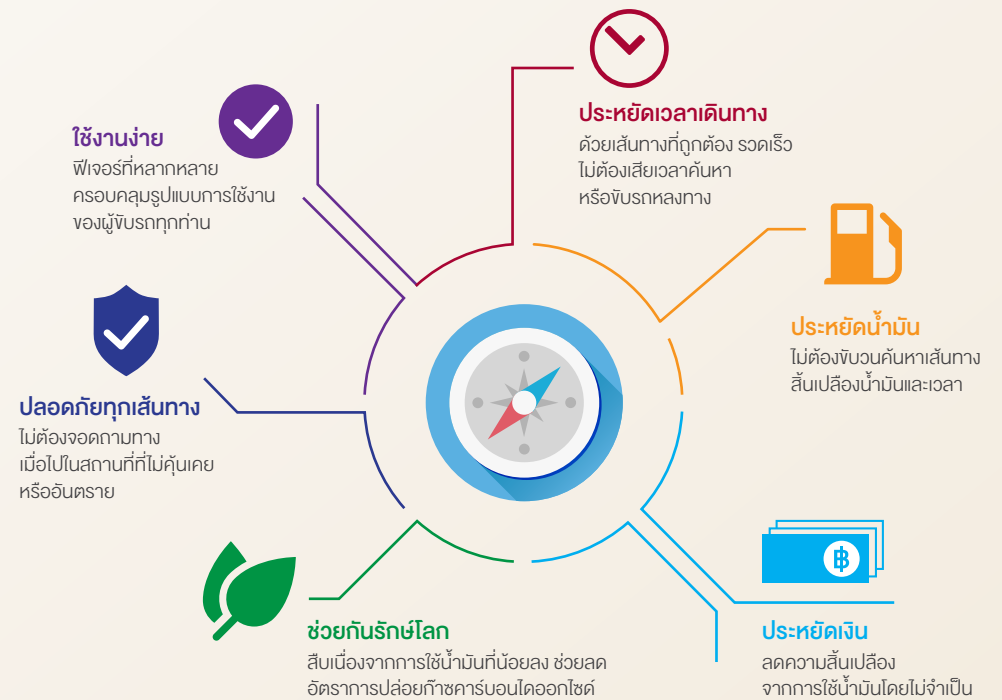 ประหยัดเวลาเดินทาง
ด้วยเส้นทางที่ถูกต้อง รวดเร็ว
ไม่ต้องเสียเวลาค้นหา
หรือขับรถหลงทาง
ใช้งานง่าย
ฟีเจอร์ที่หลากหลาย
ครอบคลุมรูปแบบการใช้งาน
ของผู้ขับรถทุกท่าน
ประหยัดน้ำมัน
ไม่ต้องขับวนค้นหาเส้นทาง
สิ้นเปลืองน้ำมันและเวลา
ปลอดภัยทุกเส้นทาง
ไม่ต้องจอดถามทาง
เมื่อไปในสถานที่ที่ไม่คุ้นเคย
หรืออันตราย
฿
ช่วยกันรักษ์โลก
สืบเนื่องจากการใช้น้ำมันที่น้อยลง ช่วยลด
อัตราการปล่อยก๊าซคาร์บอนไดออกไซด์
ประหยัดเงิน
ลดความสิ้นเปลือง
จากการใช้น้ำมันโดยไม่จำเป็น